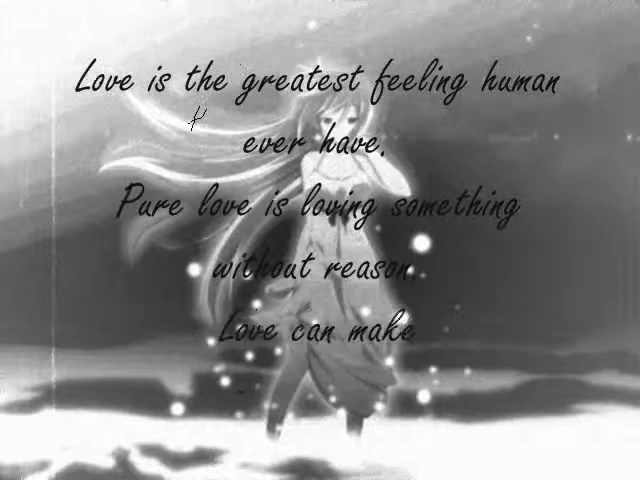 Love is the greatest feeling human
ever have.
Pure love is loving something
without reason.
Love can make